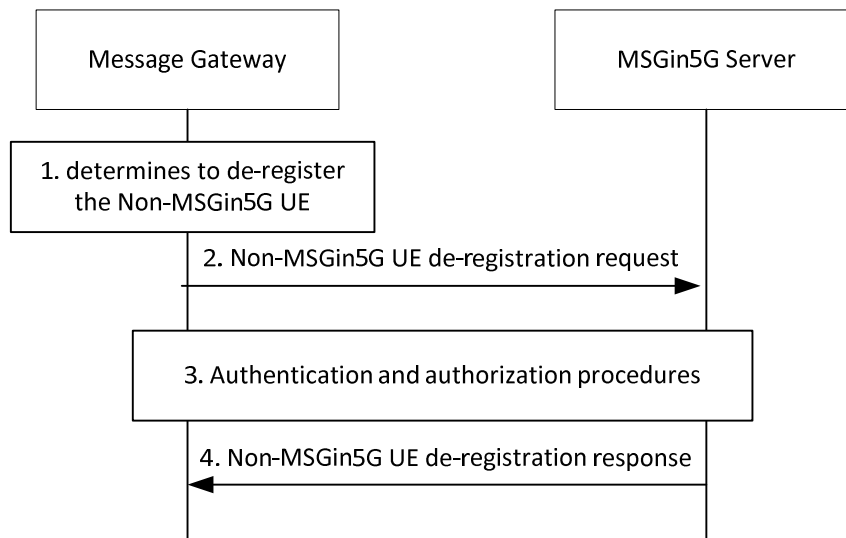 Message Gateway
MSGin5G Server
1. determines to de-register
the Non-MSGin5G UE
2. Non-MSGin5G UE de-registration request
3. Authentication and authorization procedures
4. Non-MSGin5G UE de-registration response